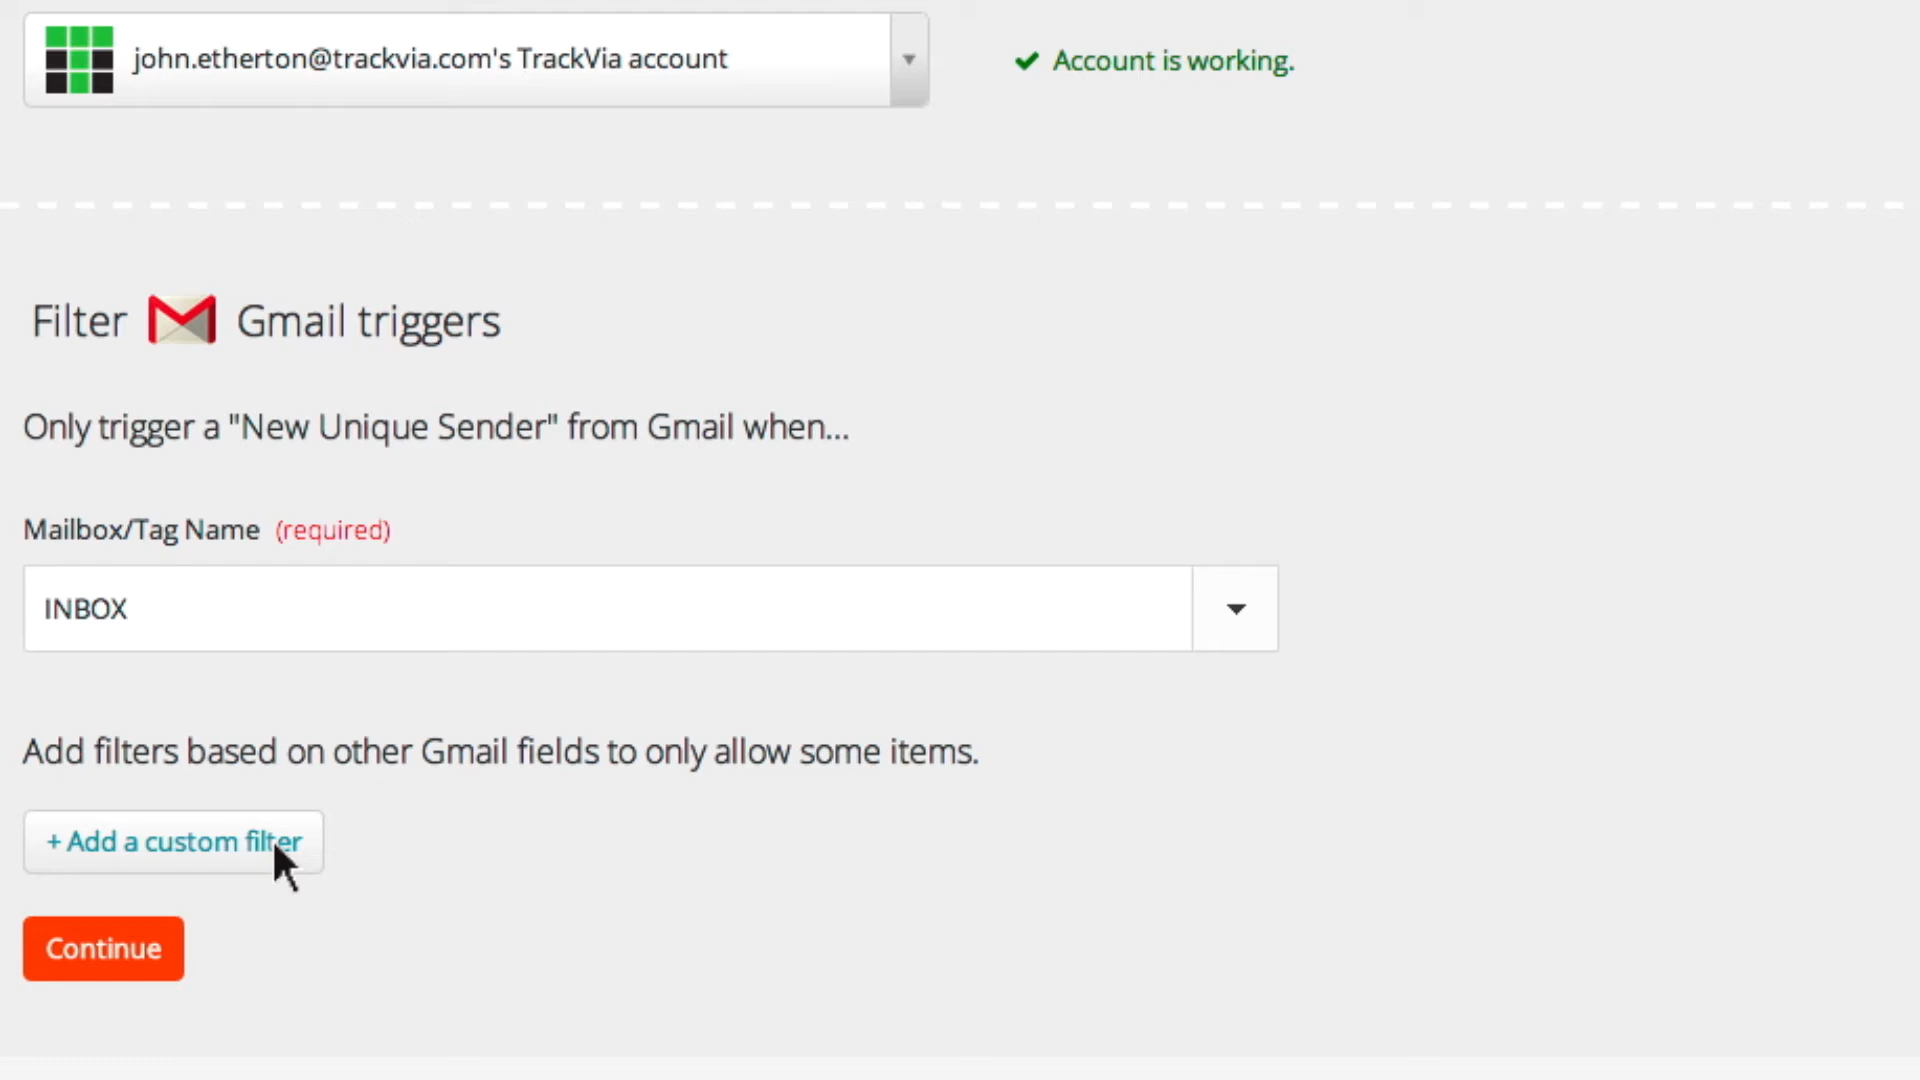 john.etherton@trackvia.com's TrackVia account
Account is working.
Filter Gmail triggers
Only trigger a "New Unique Sender" from Gmail when...
Mailbox/Tag Name (required)
INBOX
Add filters based on other Gmail fields to only allow some items.
+ Add a custom filter
Continue